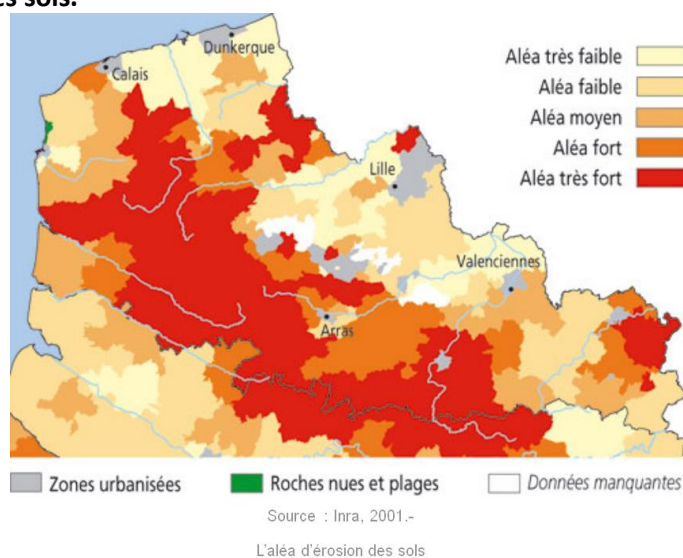 es sols.
Dunkerque
Calais
Lille
Valenciennes
Arras
Aléa très faible
Aléa faible
Aléa moyen
Aléa fort
Aléa très fort
Zones urbanisées
Roches nues et plages
Données manquantes
Source : Inra, 2001.-
L'aléa d'érosion des sols